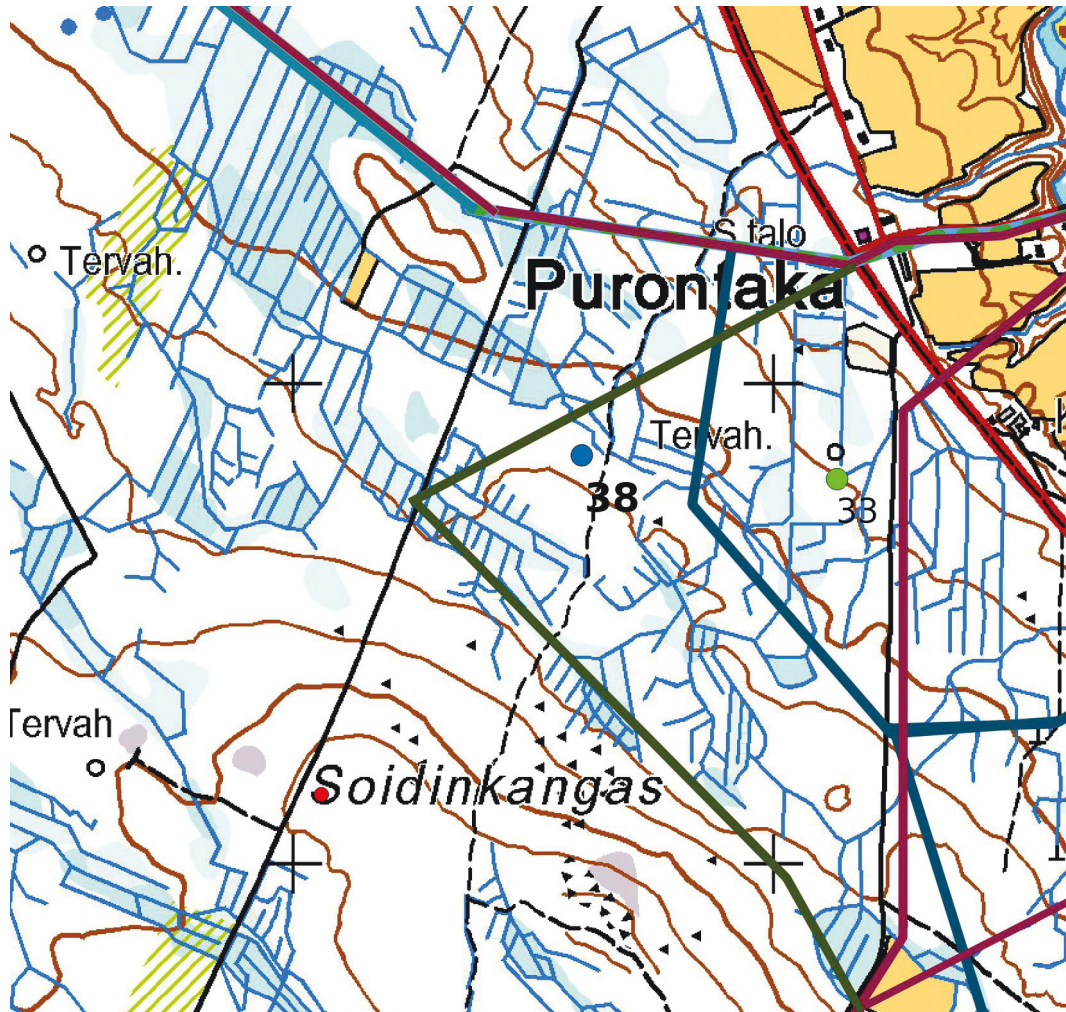 S.talo
Tervah.
Purontaka
Tervah.
38
33
Tervah
Soidinkangas